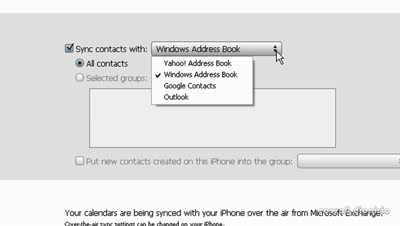 Sync contacts with: Windows Address Book
All contacts
Yahoo! Address Book
Selected groups:
Windows Address Book
Google Contacts
Outlook
Put new contacts created on this iPhone into the group:
Your calendars are being synced with your iPhone over the air from Microsoft Exchange.
Over-the-air sync settings can be changed on your iPhone.